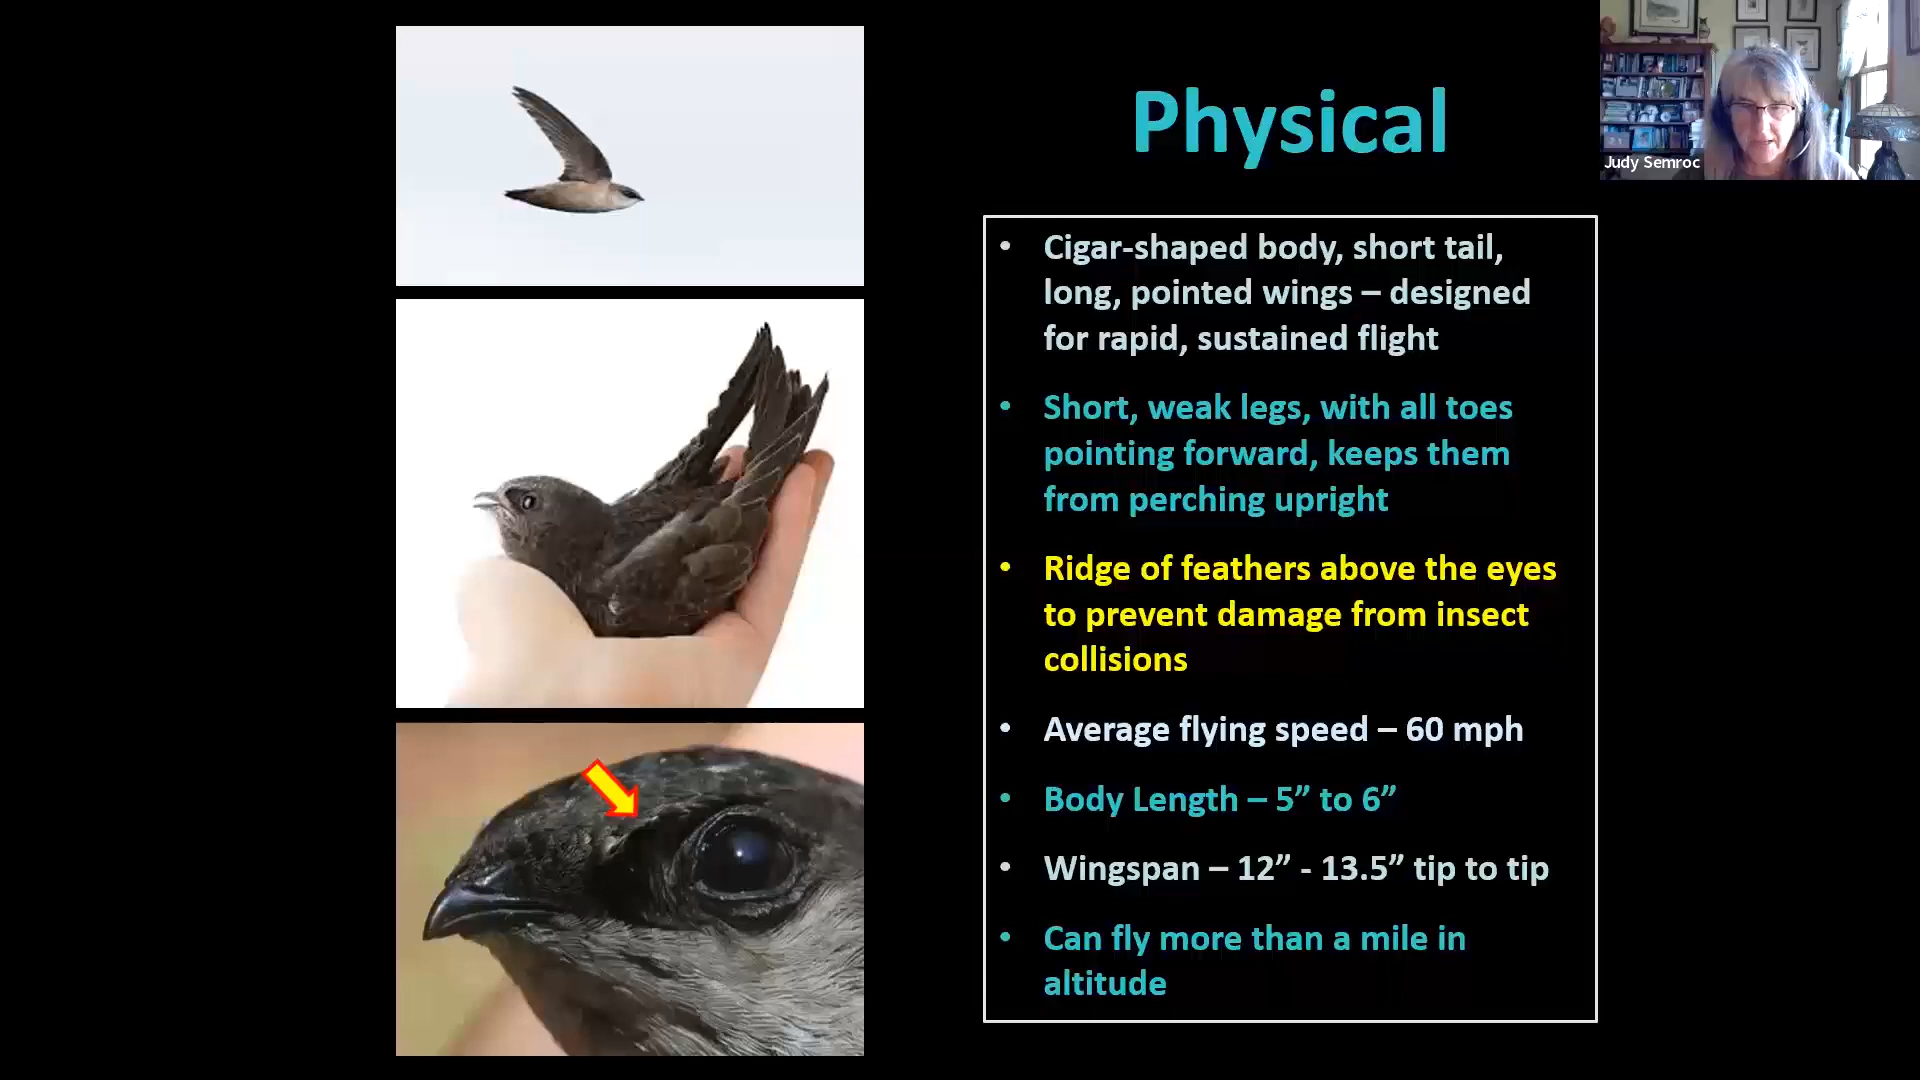 Physical
Judy Semroc
• Cigar-shaped body, short tail,
long, pointed wings – designed
for rapid, sustained flight
• Short, weak legs, with all toes
pointing forward, keeps them
from perching upright
• Ridge of feathers above the eyes
to prevent damage from insect
collisions
• Average flying speed – 60 mph
• Body Length – 5” to 6”
• Wingspan – 12” - 13.5” tip to tip
• Can fly more than a mile in
altitude